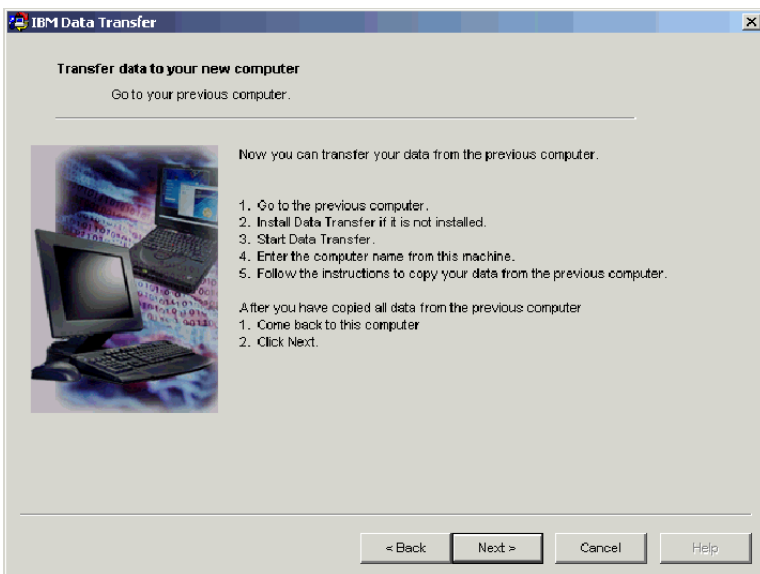 IBM Data Transfer
Transfer data to your new computer
Go to your previous computer.
Now you can transfer your data from the previous computer.
1. Go to the previous computer.
2. Install Data Transfer if it is not installed.
3. Start Data Transfer.
4. Enter the computer name from this machine.
5. Follow the instructions to copy your data from the previous computer.
After you have copied all data from the previous computer
1. Come back to this computer
2. Click Next.
< Back
Next >
Cancel
Help